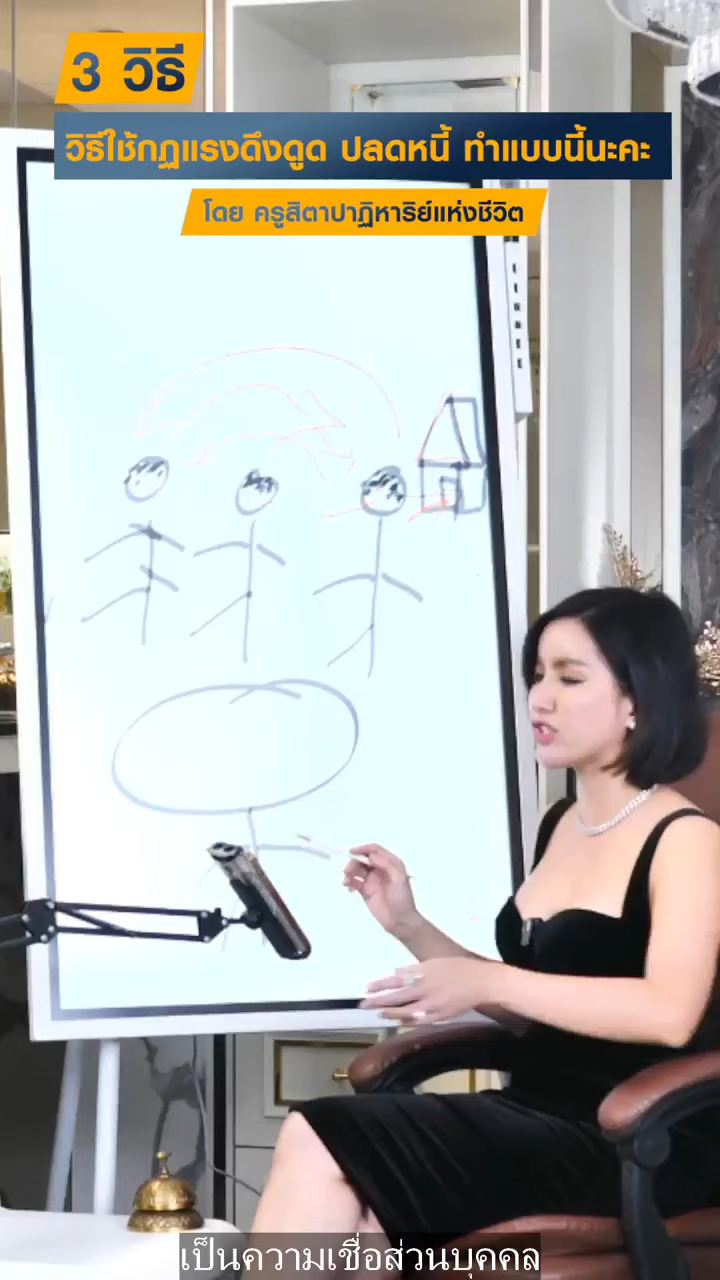 3 วิธี
วิธีใช้กฏแรงดึงดูด ปลดหนี้ ทำแบบนี้นะคะ
โดย ครูสิตาปาฏิหาริย์แห่งชีวิต
เป็นความเชื่อส่วนบุคคล